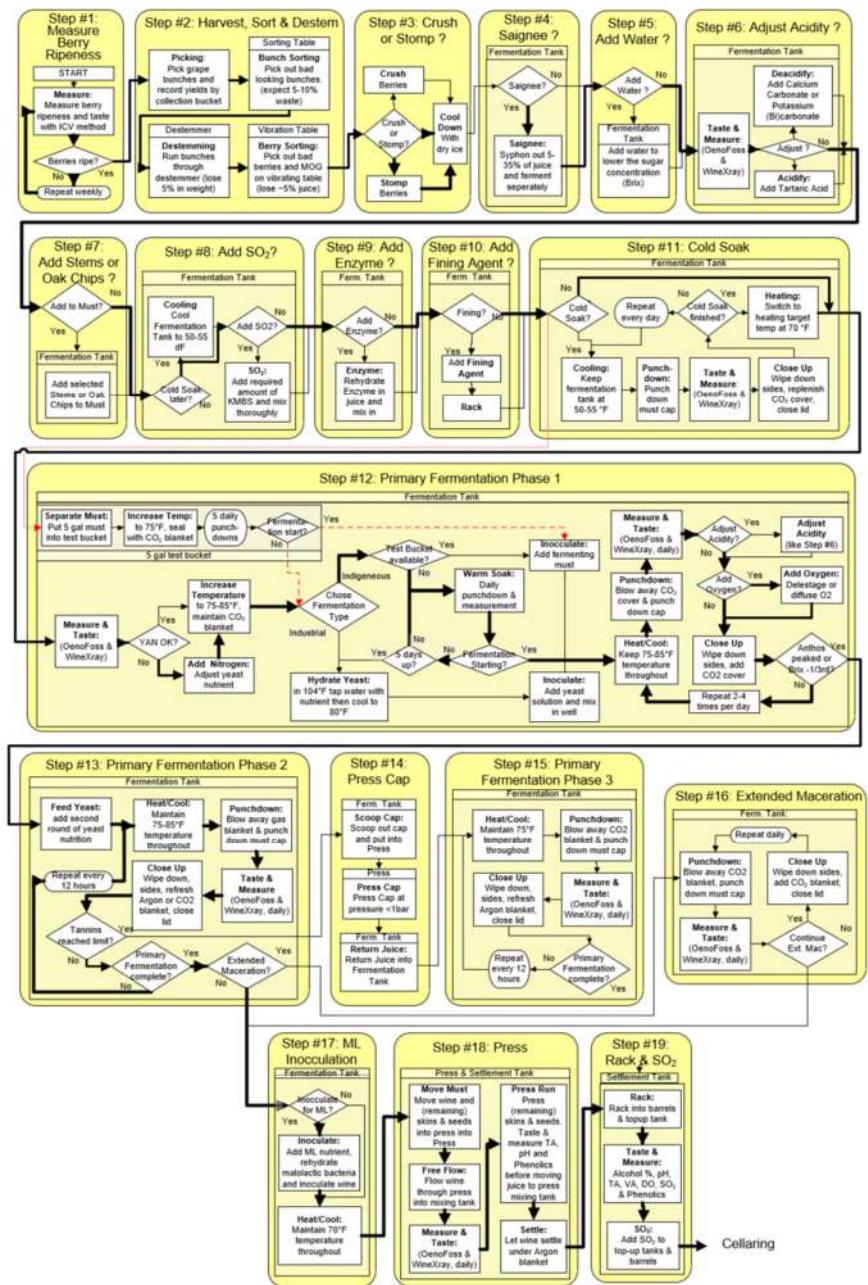 Step #1:
Measure
Berry
Ripeness
START
Measure:
Measure berry
ripeness and taste with
ICV method
Berries ripe?
No
Yes
Repeat weekly
Step #2: Harvest, Sort & Destem
Picking:
Pick grape
bunches and
record yields by
collection bucket
Sorting Table
Bunch Sorting
Pick out bad
looking bunches.
(expect 5-10%
waste)
Destemmer
Destemming
Run bunches
through
destemmer (lose
5% in weight)
Vibration Table
Berry Sorting:
Pick out bad
berries and MOG
on vibrating table
(lose ~5% juice)
Step #3: Crush
or Stomp ?
Crush
Berries
Crush
or
Stomp?
Stomp
Berries
Cool
Down
With
dry ice
Step #4:
Saignee ?
Fermentation Tank
Saignee?
No
Yes
Saignee:
Syphon out 5-
35% of juice
and ferment
seperately
Step #5:
Add Water ?
Add
Water ?
No
Yes
Fermentation Tank
Add water to
lower the sugar
concentration
(Brix)
Step #6: Adjust Acidity ?
Fermentation Tank
Deacidify:
Add Calcium
Carbonate or
Potassium
(Bi)carbonate
Taste &
Measure:
(OenoFoss
&
WineXray)
Adjust ?
No
Acidify:
Add Tartaric Acid
Step #7:
Add Stems or
Oak Chips ?
Add to Must?
No
Yes
Fermentation Tank
Add selected
Stems or Oak
Chips to Must
Step #8: Add SO2?
Fermentation Tank
Cooling
Cool
Fermentation
Tank to 50-55
dF
Yes
Cold Soak
later?
No
Add SO2?
No
Yes
SO2:
Add required
amount of
KMBS and mix
thoroughly
Step #9: Add
Enzyme ?
Ferm. Tank
Add
Enzyme?
No
Yes
Enzyme:
Rehydrate
Enzyme in
juice and mix
in
Step #10: Add
Fining Agent ?
Ferm. Tank
Fining?
No
Yes
Add Fining
Agent
Rack
Step #11: Cold Soak
Fermentation Tank
Cold
Soak?
No
Yes
Repeat
every day
No
Cold Soak
finished?
Yes
Heating:
Switch to
heating target
temp at 70 °F
Cooling:
Keep
fermentation
tank at
50-55 °F
Punch-
down:
Punch
down
must cap
Taste &
Measure:
(OenoFoss &
WineXray)
Close Up
Wipe down
sides, replenish
CO2 cover,
close lid
Step #12: Primary Fermentation Phase 1
Fermentation Tank
Separate Must:
Put 5 gal must
into test bucket
Increase Temp:
to 75°F, seal
with CO2 blanket
5 daily
punch-
downs
Fermenta-
tion start?
Yes
No
5 gal test bucket
Measure &
Taste:
(OenoFoss &
WineXray)
YAN OK?
Yes
No
Increase
Temperature
to 75-85°F,
maintain CO2
blanket
Add Nitrogen:
Adjust yeast
nutrient
Chose
Fermentation
Type
Indigeneous
Industrial
Test Bucket
available?
Yes
No
Warm Soak:
Daily
punchdown &
measurement
5 days
up?
No
Yes
Fermentation
Starting?
No
Yes
Hydrate Yeast:
in 104°F tap water
with
nutrient then cool to
80°F
Inocculate:
Add fermenting
must
Inoculate:
Add yeast
solution and mix
in well
Heat/Cool:
Keep 75-85°F
temperature
throughout
Punchdown:
Blow away CO2
cover & punch
down cap
Measure & Taste:
(OenoFoss &
WineXray, daily)
Adjust
Acidity?
Yes
No
Adjust
Acidity
(like Step #6)
Add
Oxygen?
Yes
No
Add Oxygen:
Delestage or
diffuse O2
Close Up
Wipe down
sides, add
CO2 cover
Anthos
peaked or
Brix -1/3rd?
Yes
No
Repeat 2-4
times per day
Step #13: Primary Fermentation Phase 2
Fermentation Tank
Feed Yeast:
add second
round of yeast
nutrition
Heat/Cool:
Maintain
75-85°F
temperature
throughout
Punchdown:
Blow away gas
blanket & punch
down must cap
Taste &
Measure
(OenoFoss &
WineXray, daily)
Close Up
Wipe down,
sides, refresh
Argon or CO2
blanket, close
lid
Repeat every
12 hours
Tannins
reached limit?
Yes
No
Primary
Fermentation
complete?
Yes
No
Extended
Maceration?
Yes
No
Step #14:
Press Cap
Ferm. Tank
Scoop Cap:
Scoop out cap
and put into
Press
Press
Press Cap
Press Cap at
pressure <1bar
Ferm. Tank
Return Juice:
Return Juice into
Fermentation
Tank
Step #15: Primary
Fermentation Phase 3
Fermentation Tank
Heat/Cool:
Maintain 75°F
temperature
throughout
Punchdown:
Blow away CO2
blanket & punch
down must cap
Close Up
Wipe down,
sides, refresh
Argon blanket,
close lid
Measure &
Taste:
(OenoFoss &
WineXray, daily)
Repeat
every 12
hours
No
Primary
Fermentation
complete?
Yes
Step #16: Extended Maceration
Ferm. Tank:
Repeat daily
Punchdown:
Blow away CO2
blanket, punch
down must cap
Close Up
Wipe down sides,
add CO2 blanket,
close lid
Yes
Measure &
Taste:
(OenoFoss &
WineXray, daily)
Continue
Ext. Mac?
No
Step #17: ML
Inocculation
Fermentation Tank
Inocculate
for ML?
No
Yes
Inoculate:
Add ML nutrient,
rehydrate
malolactic bacteria
and inoculate wine
Heat/Cool:
Maintain 70°F
temperature
throughout
Step #18: Press
Press & Settlement Tank
Move Must
Move wine and
(remaining)
skins & seeds
into press into
Press
Free Flow:
Flow wine
through press
into mixing tank
Measure &
Taste:
(OenoFoss &
WineXray, daily)
Press Run
Press
(remaining)
skins & seeds.
Taste &
measure TA,
pH and
Phenolics
before moving
juice to press
mixing tank
Settle:
Let wine settle
under Argon
blanket
Step #19:
Rack & SO2
Settlement Tank
Rack:
Rack into barrels
& topup tank
Taste &
Measure:
Alcohol %, pH,
TA, VA, DO, SO2
& Phenolics
SO2:
Add SO2 to
top-up tanks &
barrels
Cellaring